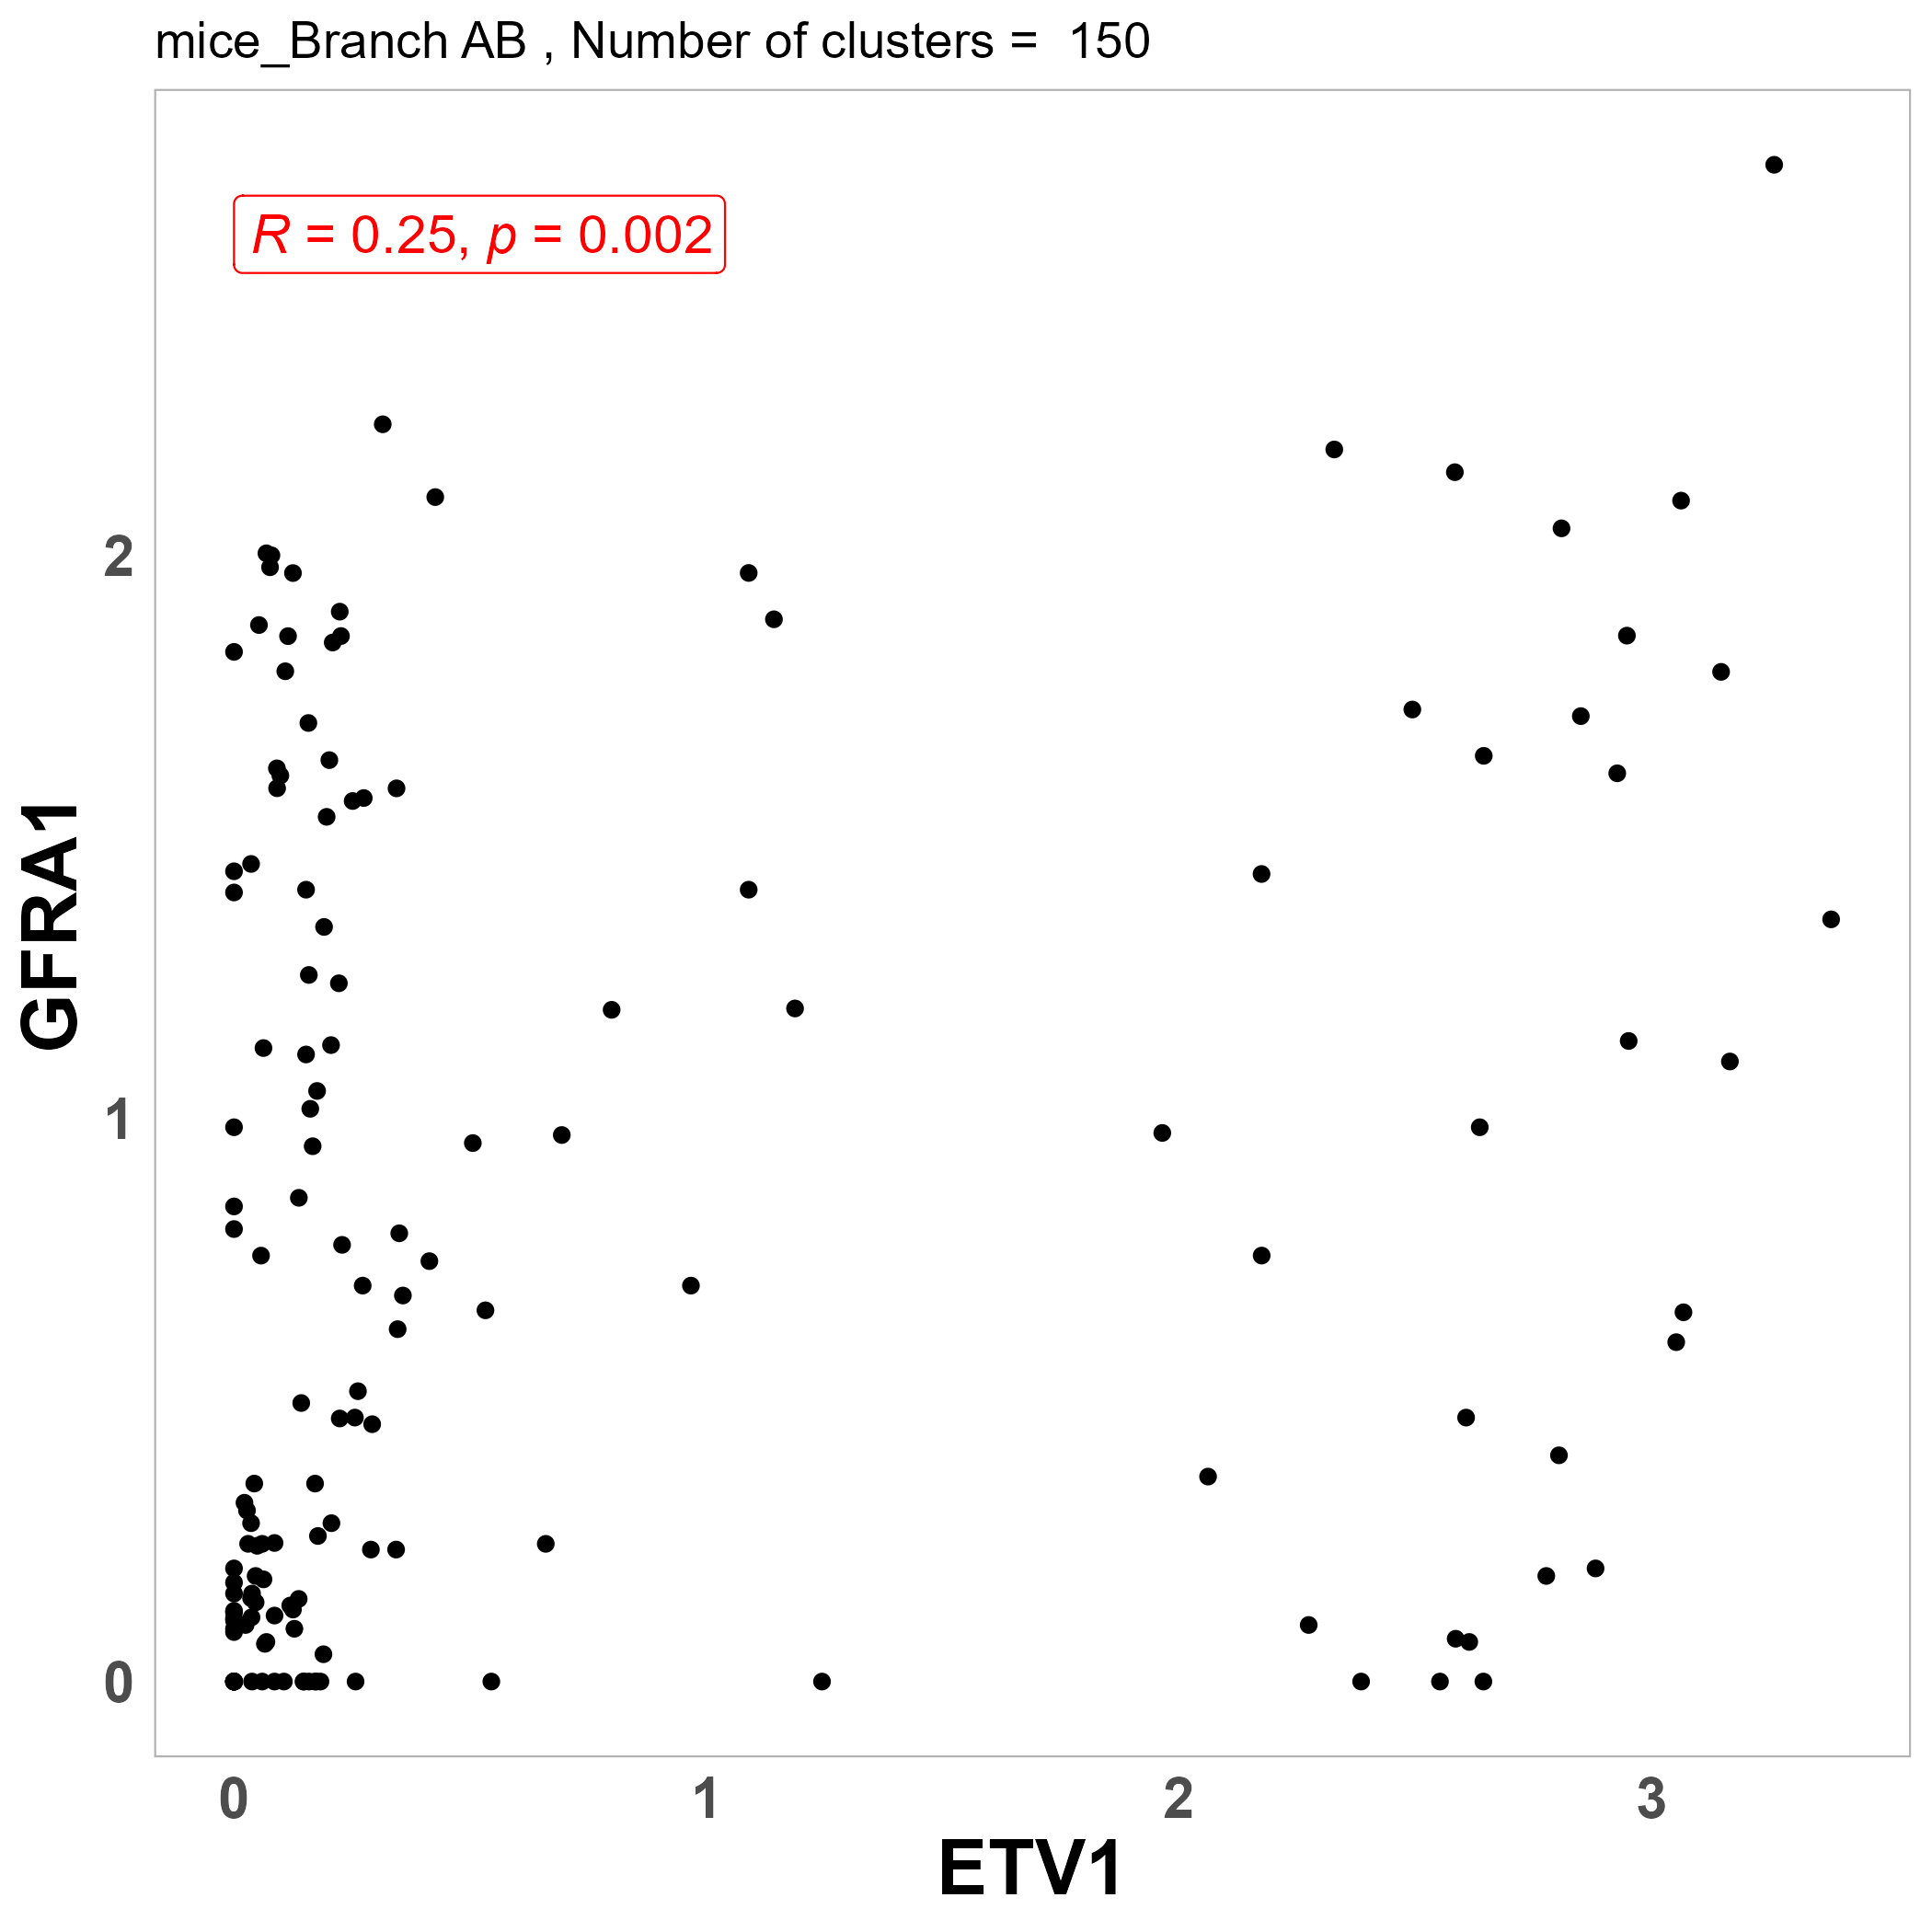 mice_Branch AB , Number of clusters =  150
R = 0.25, p = 0.002
GFRA1
2
1
0
0 1 2 3
ETV1